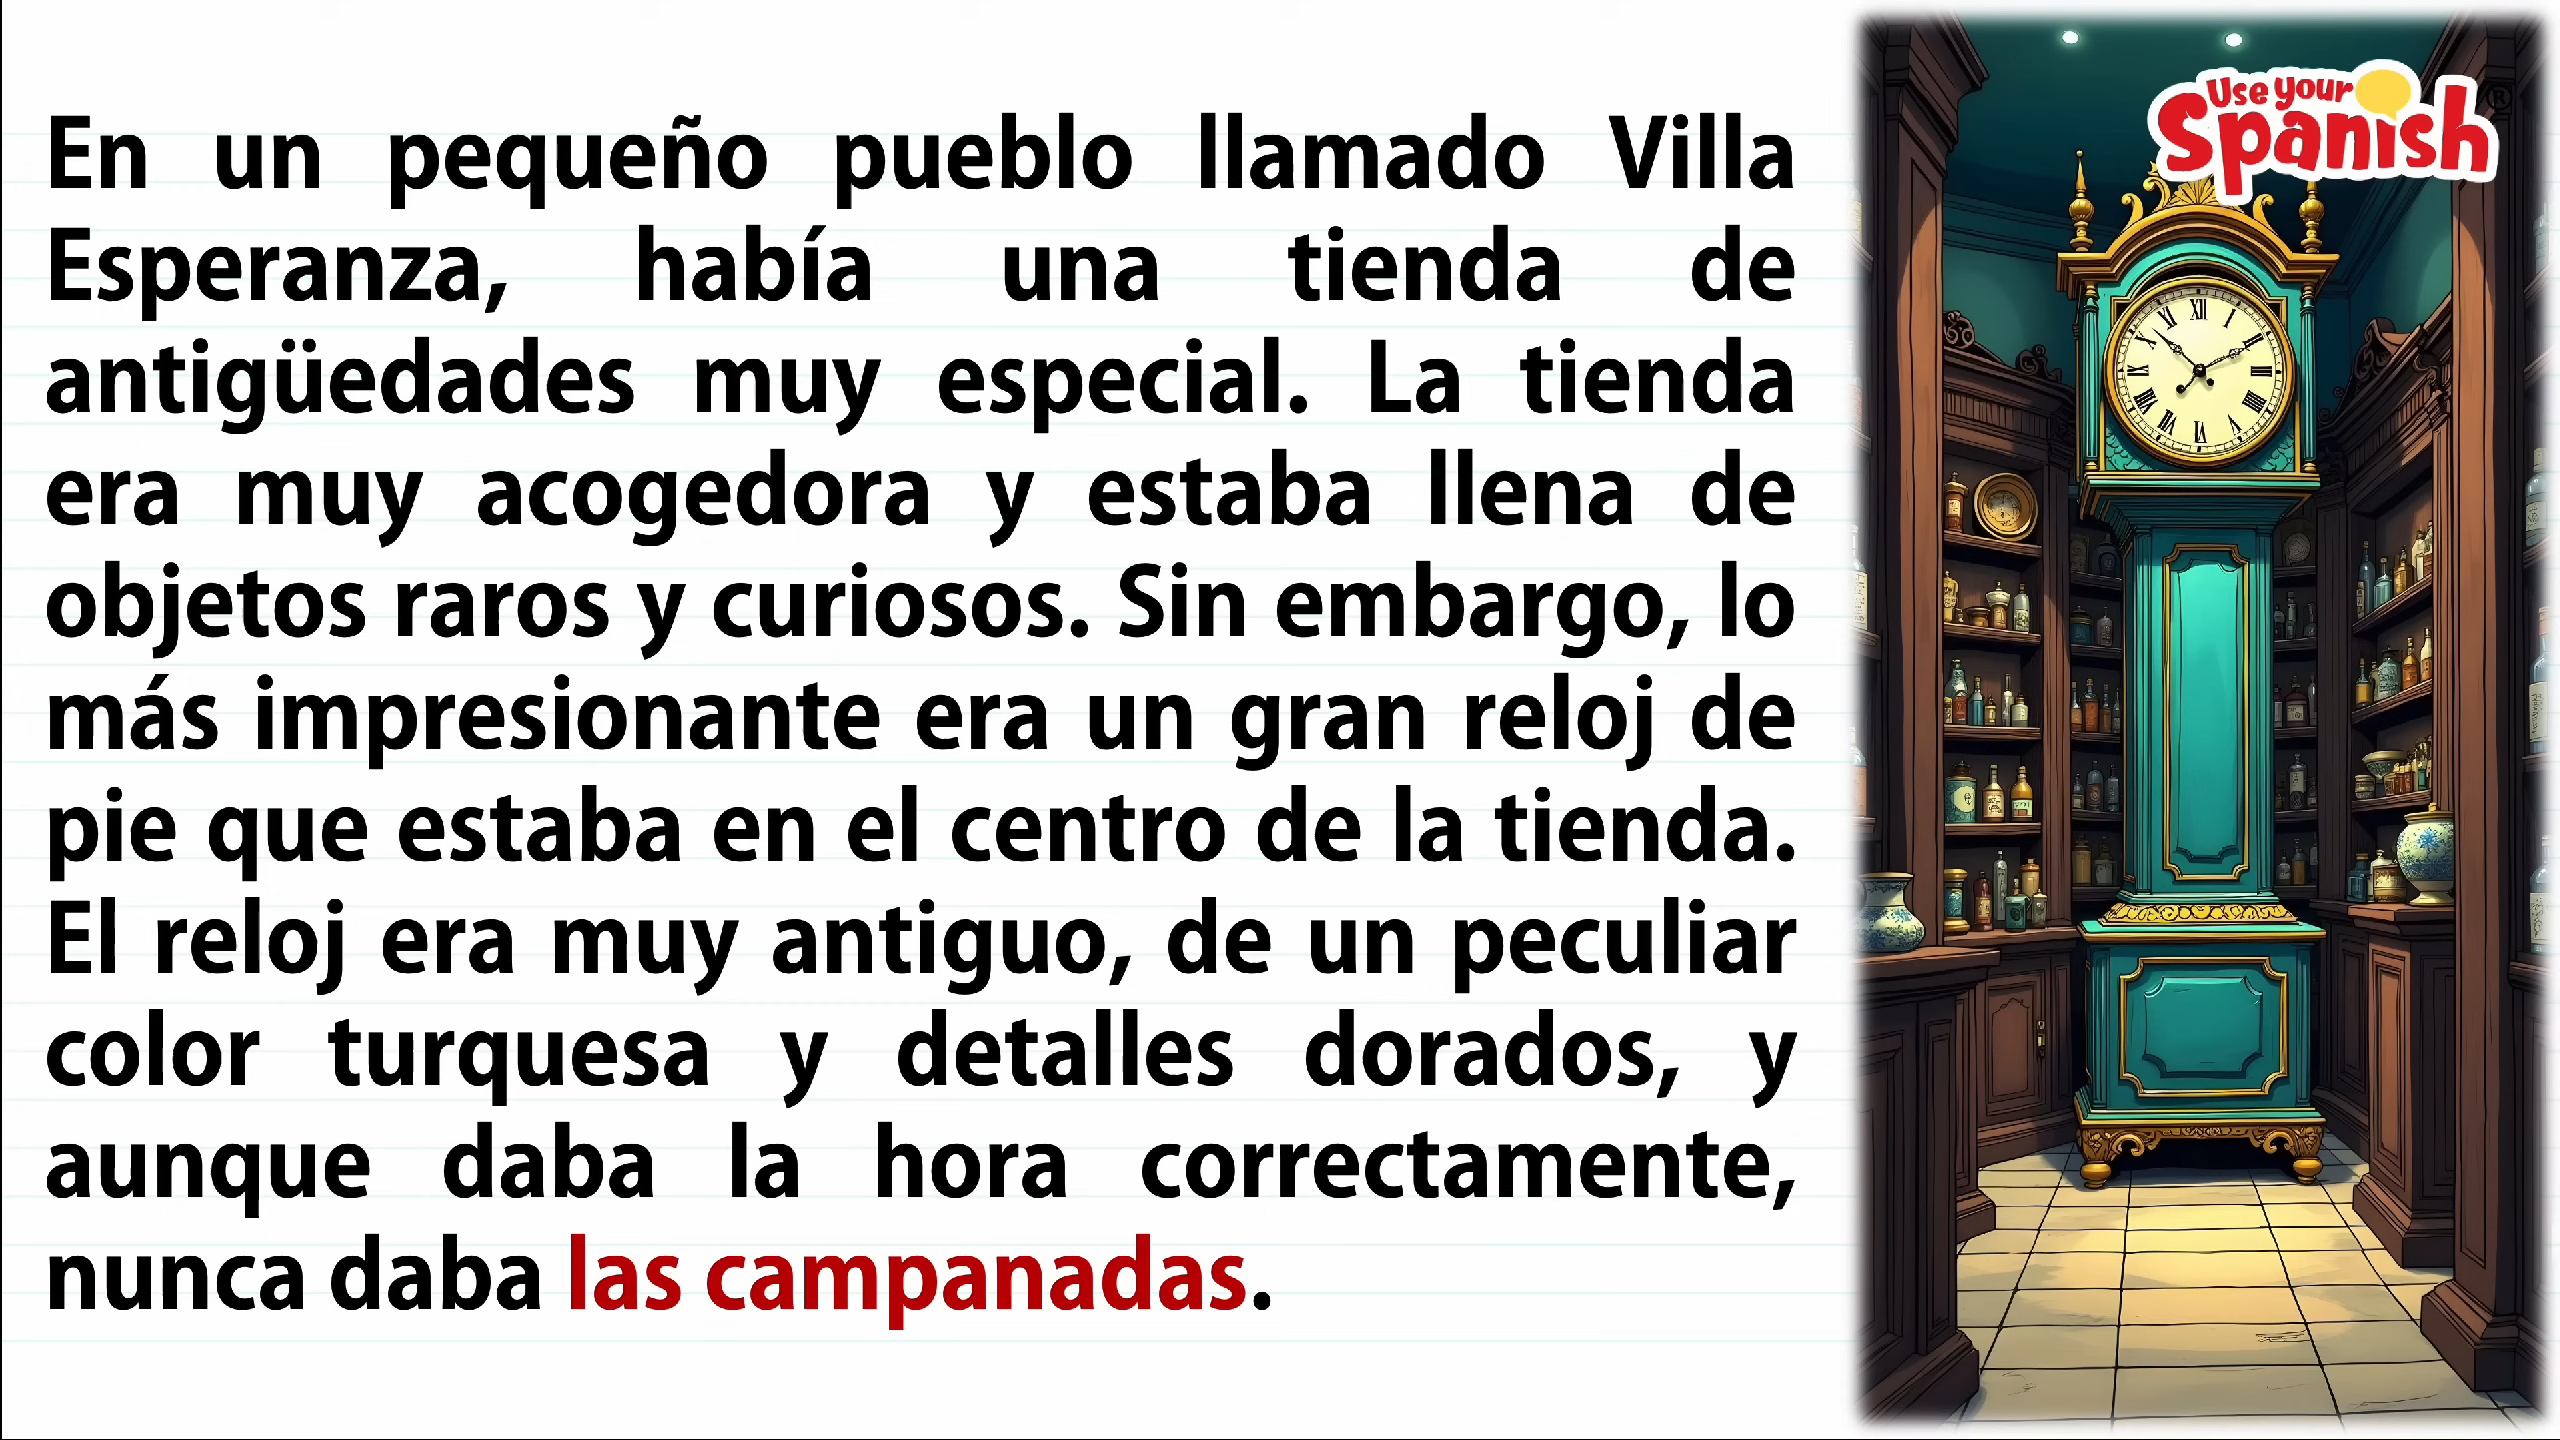 En un pequeño pueblo llamado Villa
Esperanza, había una tienda de
antigüedades muy especial. La tienda
era muy acogedora y estaba llena de
objetos raros y curiosos. Sin embargo, lo
más impresionante era un gran reloj de
pie que estaba en el centro de la tienda.
El reloj era muy antiguo, de un peculiar
color turquesa y detalles dorados, y
aunque daba la hora correctamente,
nunca daba las campanadas.
Use your
Spanish
®